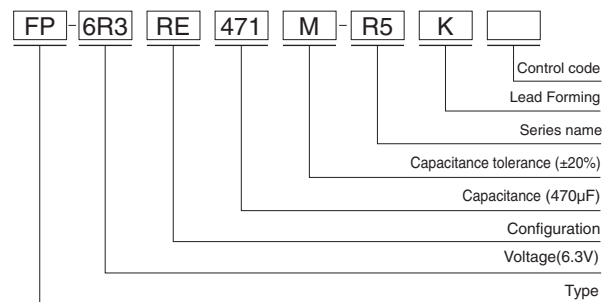 FP - 6R3 RE 471 M - R5 K
Control code
Lead Forming
Series name
Capacitance tolerance (±20%)
Capacitance (470µF)
Configuration
Voltage(6.3V)
Type